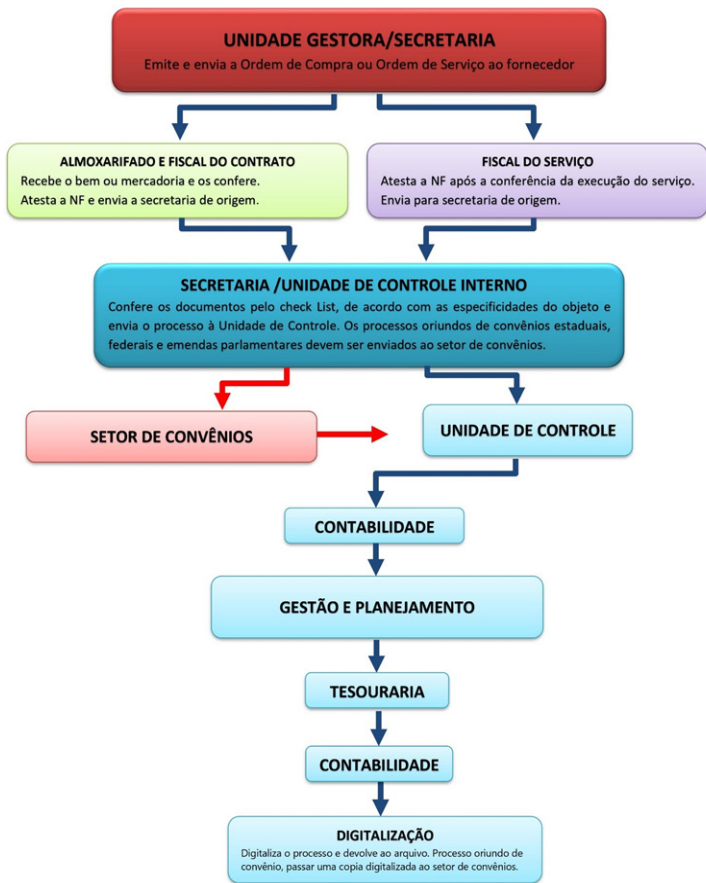 UNIDADE GESTORA/SECRETARIA
Emite e envia a Ordem de Compra ou Ordem de Serviço ao fornecedor
ALMOXARIFADO E FISCAL DO CONTRATO
Recebe o bem ou mercadoria e os confere.
Atesta a NF e envia a secretaria de origem.
FISCAL DO SERVIÇO
Atesta a NF após a conferência da execução do serviço.
Envia para secretaria de origem.
SECRETARIA /UNIDADE DE CONTROLE INTERNO
Confere os documentos pelo check List, de acordo com as especificidades do objeto e
envia o processo à Unidade de Controle. Os processos oriundos de convênios estaduais,
federais e emendas parlamentares devem ser enviados ao setor de convênios.
SETOR DE CONVÊNIOS
UNIDADE DE CONTROLE
CONTABILIDADE
GESTÃO E PLANEJAMENTO
TESOURARIA
CONTABILIDADE
DIGITALIZAÇÃO
Digitaliza o processo e devolve ao arquivo. Processo oriundo de
convênio, passar uma copia digitalizada ao setor de convênios.